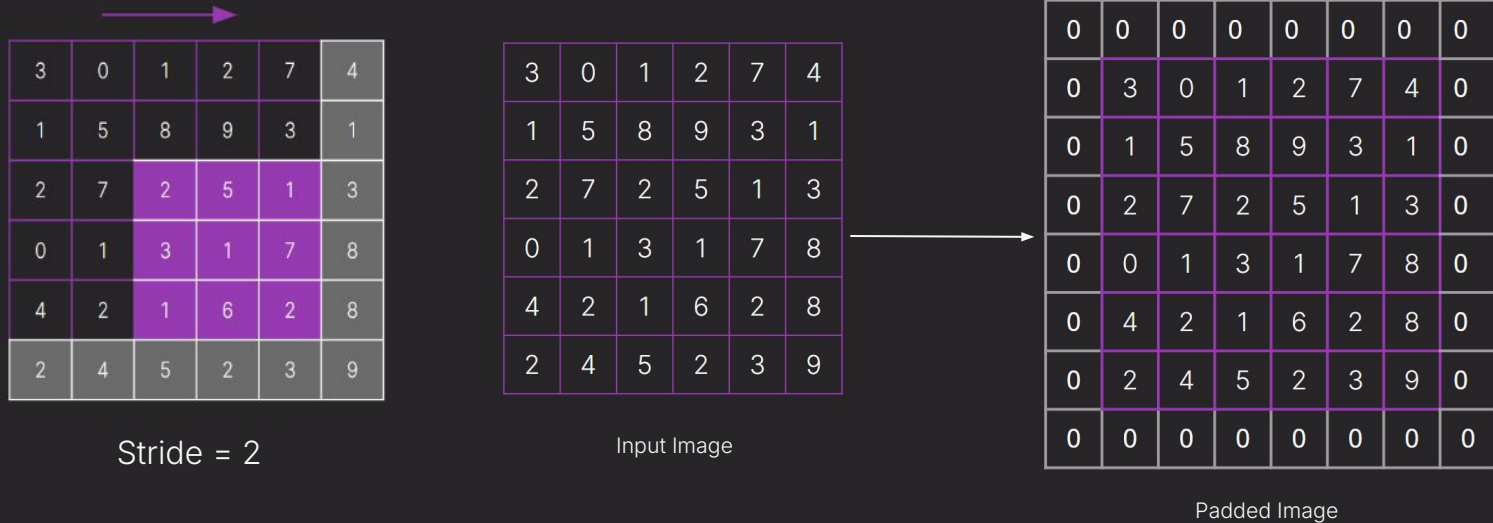 3 0 1 2 7 4
1 5 8 9 3 1
2 7 2 5 1 3
0 1 3 1 7 8
4 2 1 6 2 8
2 4 5 2 3 9
Stride = 2
3 0 1 2 7 4
1 5 8 9 3 1
2 7 2 5 1 3
0 1 3 1 7 8
4 2 1 6 2 8
2 4 5 2 3 9
Input Image
0 0 0 0 0 0 0 0
0 3 0 1 2 7 4 0
0 1 5 8 9 3 1 0
0 2 7 2 5 1 3 0
0 0 1 3 1 7 8 0
0 4 2 1 6 2 8 0
0 2 4 5 2 3 9 0
0 0 0 0 0 0 0 0
Padded Image